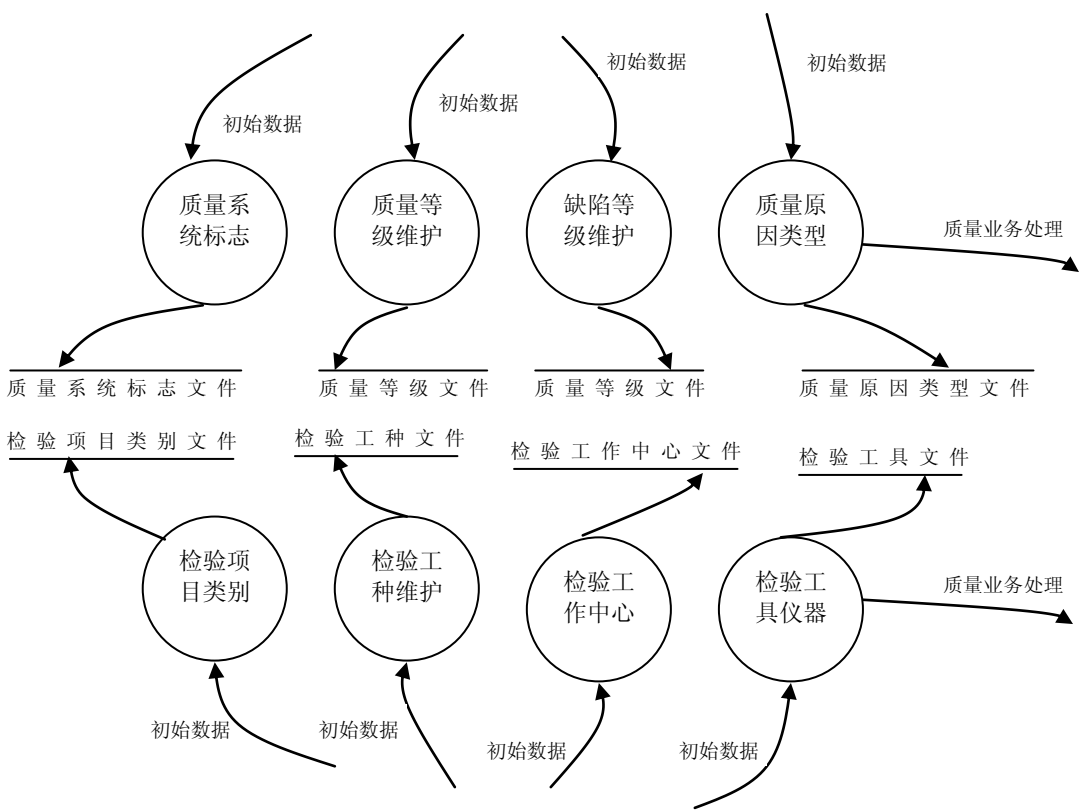 初始数据
初始数据
初始数据
初始数据
质量系
统标志
质量等
级维护
缺陷等
级维护
质量原
因类型
质量业务处理
质量系统标志文件
质量等级文件
质量等级文件
质量原因类型文件
检验项目类别文件
检验工种文件
检验工作中心文件
检验工具文件
检验项
目类别
检验工
种维护
检验工
作中心
检验工
具仪器
质量业务处理
初始数据
初始数据
初始数据
初始数据